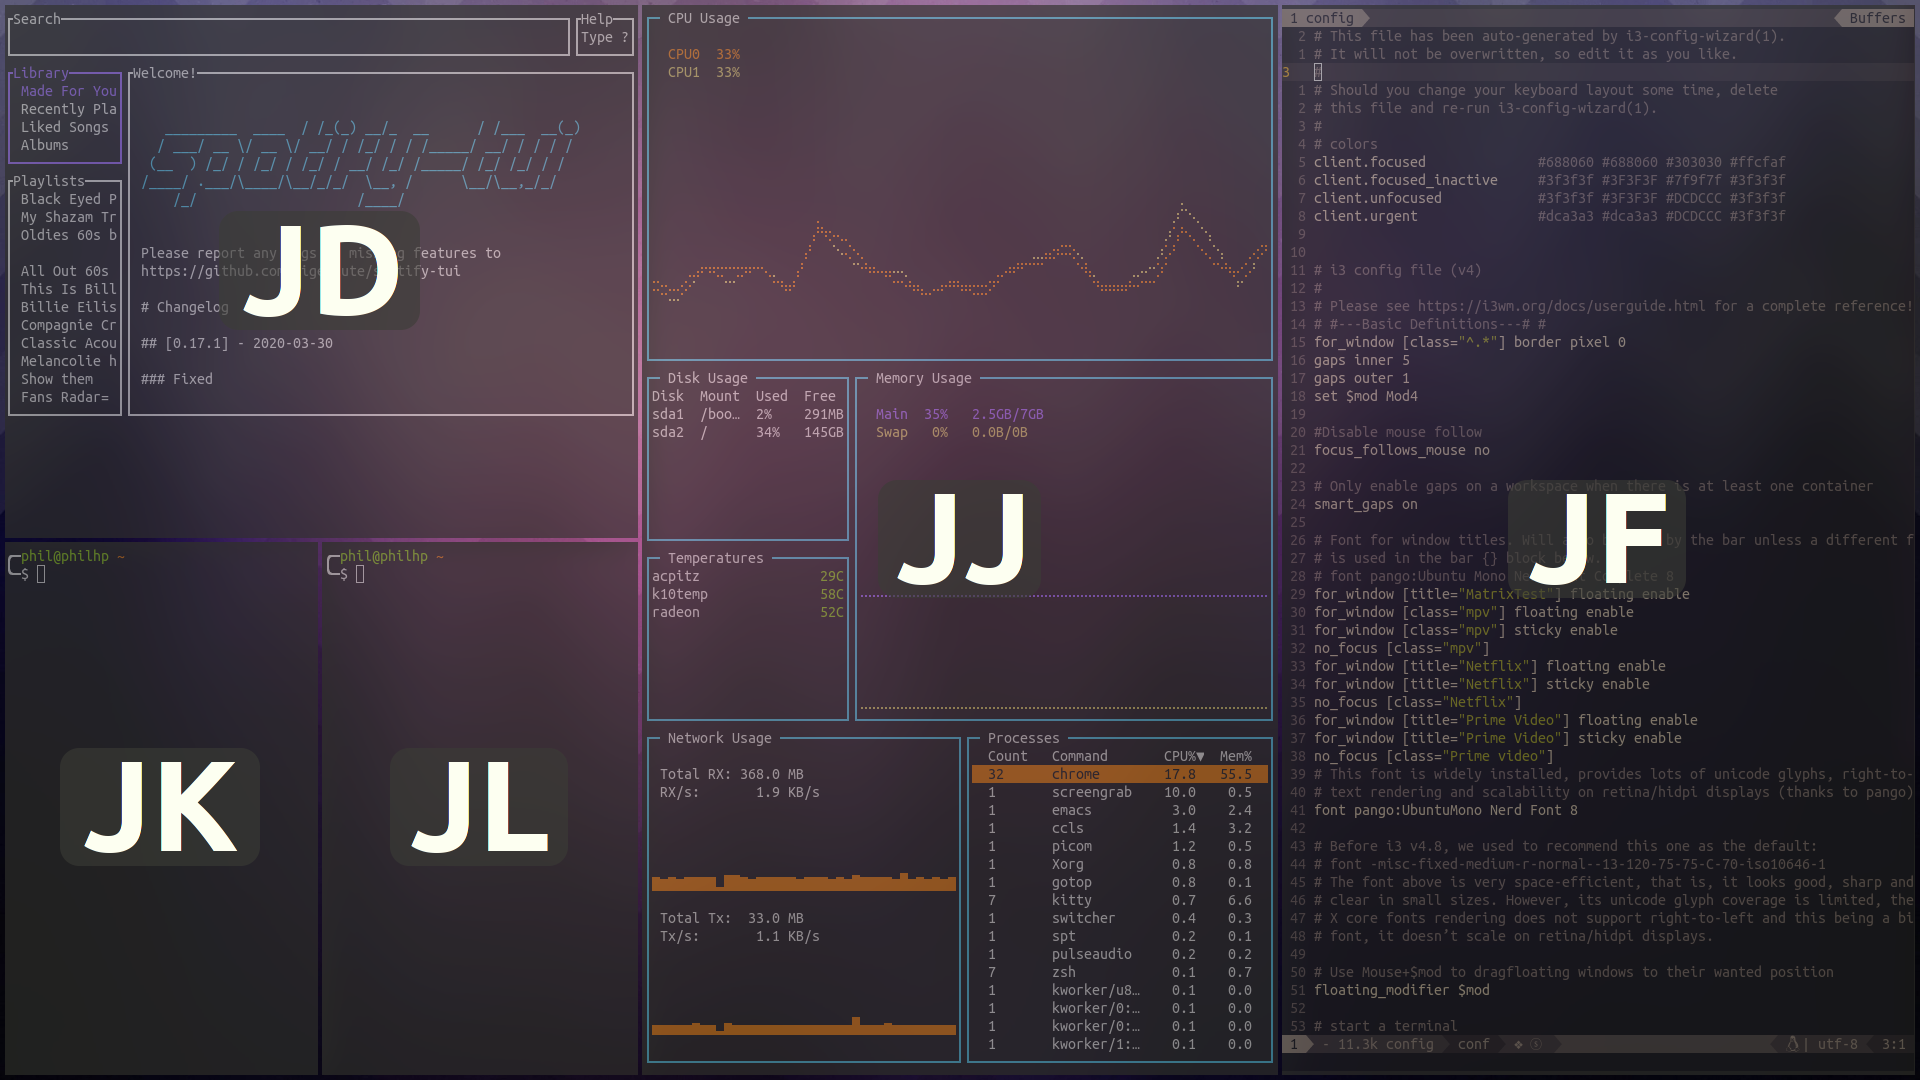 Search
Help
Type ?
Library
Made For You
Recently Pla
Liked Songs
Albums
Playlists
Black Eyed P
My Shazam Tr
Oldies 60s b
All Out 60s
This Is Bill
Billie Eilis
Compagnie Cr
Classic Acou
Melancolie h
Show them
Fans Radar=
Welcome!
Please report any
features to
https://github.com
fy-tui
# Changelog
## [0.17.1] - 2020-03-30
### Fixed
JD
phil@philhp ~
$
JK
phil@philhp ~
$
JL
CPU Usage
CPU0 33%
CPU1 33%
Disk Usage
Disk Mount Used Free
sda1 /boo… 2% 291MB
sda2 / 34% 145GB
Memory Usage
Main 35% 2.5GB/7GB
Swap 0% 0.0B/0B
JJ
Temperatures
acpitz 29C
k10temp 58C
radeon 52C
Network Usage
Total RX: 368.0 MB
RX/s: 1.9 KB/s
Total Tx: 33.0 MB
Tx/s: 1.1 KB/s
Processes
Count Command CPU%▼ Mem%
32 chrome 17.8 55.5
1 screengrab 10.0 0.5
1 emacs 3.0 2.4
1 ccls 1.4 3.2
1 picom 1.2 0.5
1 Xorg 0.8 0.8
1 gotop 0.8 0.1
7 kitty 0.7 6.6
1 switcher 0.4 0.3
1 spt 0.2 0.1
1 pulseaudio 0.2 0.2
7 zsh 0.1 0.7
1 kworker/u8… 0.1 0.0
1 kworker/0:… 0.1 0.0
1 kworker/0:… 0.1 0.0
1 kworker/1:… 0.1 0.0
1 config Buffers
2 # This file has been auto-generated by i3-config-wizard(1).
1 # It will not be overwritten, so edit it as you like.
3 #
1 # Should you change your keyboard layout some time, delete
2 # this file and re-run i3-config-wizard(1).
3 #
4 # colors
5 client.focused #688060 #688060 #303030 #ffcfaf
6 client.focused_inactive #3f3f3f #3F3F3F #7f9f7f #3f3f3f
7 client.unfocused #3f3f3f #3F3F3F #DCDCCC #3f3f3f
8 client.urgent #dca3a3 #dca3a3 #DCDCCC #3f3f3f
9
10
11 # i3 config file (v4)
12 #
13 # Please see https://i3wm.org/docs/userguide.html for a complete reference!
14 # #---Basic Definitions---# #
15 for_window [class="^.*"] border pixel 0
16 gaps inner 5
17 gaps outer 1
18 set $mod Mod4
19
20 #Disable mouse follow
21 focus_follows_mouse no
22
23 # Only enable gaps on a workspace when there is at least one container
24 smart_gaps on
25
26 # Font for window titles. Will by the bar unless a different f
27 # is used in the bar {} block
28 # font pango:Ubuntu Mono 8
29 for_window [title="MatrixTest"] floating enable
30 for_window [class="mpv"] floating enable
31 for_window [class="mpv"] sticky enable
32 no_focus [class="mpv"]
33 for_window [title="Netflix"] floating enable
34 for_window [title="Netflix"] sticky enable
35 no_focus [class="Netflix"]
36 for_window [title="Prime Video"] floating enable
37 for_window [title="Prime Video"] sticky enable
38 no_focus [class="Prime video"]
39 # This font is widely installed, provides lots of unicode glyphs, right-to-
40 # text rendering and scalability on retina/hidpi displays (thanks to pango)
41 font pango:UbuntuMono Nerd Font 8
42
43 # Before i3 v4.8, we used to recommend this one as the default:
44 # font -misc-fixed-medium-r-normal--13-120-75-75-C-70-iso10646-1
45 # The font above is very space-efficient, that is, it looks good, sharp and
46 # clear in small sizes. However, its unicode glyph coverage is limited, the
47 # X core fonts rendering does not support right-to-left and this being a bi
48 # font, it doesn’t scale on retina/hidpi displays.
49
50 # Use Mouse+$mod to dragfloating windows to their wanted position
51 floating_modifier $mod
52
53 # start a terminal
JF
1 - 11.3k config conf utf-8 3:1